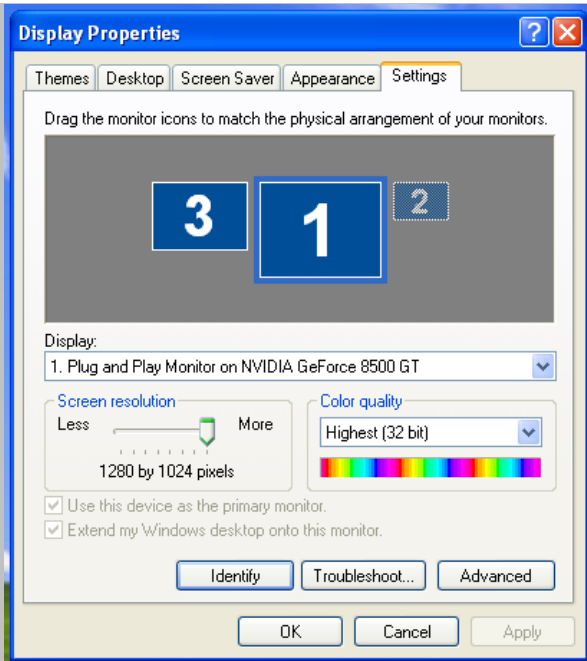 Display Properties
Themes Desktop Screen Saver Appearance Settings
Drag the monitor icons to match the physical arrangement of your monitors.
3 1 2
Display:
1. Plug and Play Monitor on NVIDIA GeForce 8500 GT
Screen resolution Color quality
Less More Highest (32 bit)
1280 by 1024 pixels
Use this device as the primary monitor.
Extend my Windows desktop onto this monitor.
Identify Troubleshoot... Advanced
OK Cancel Apply